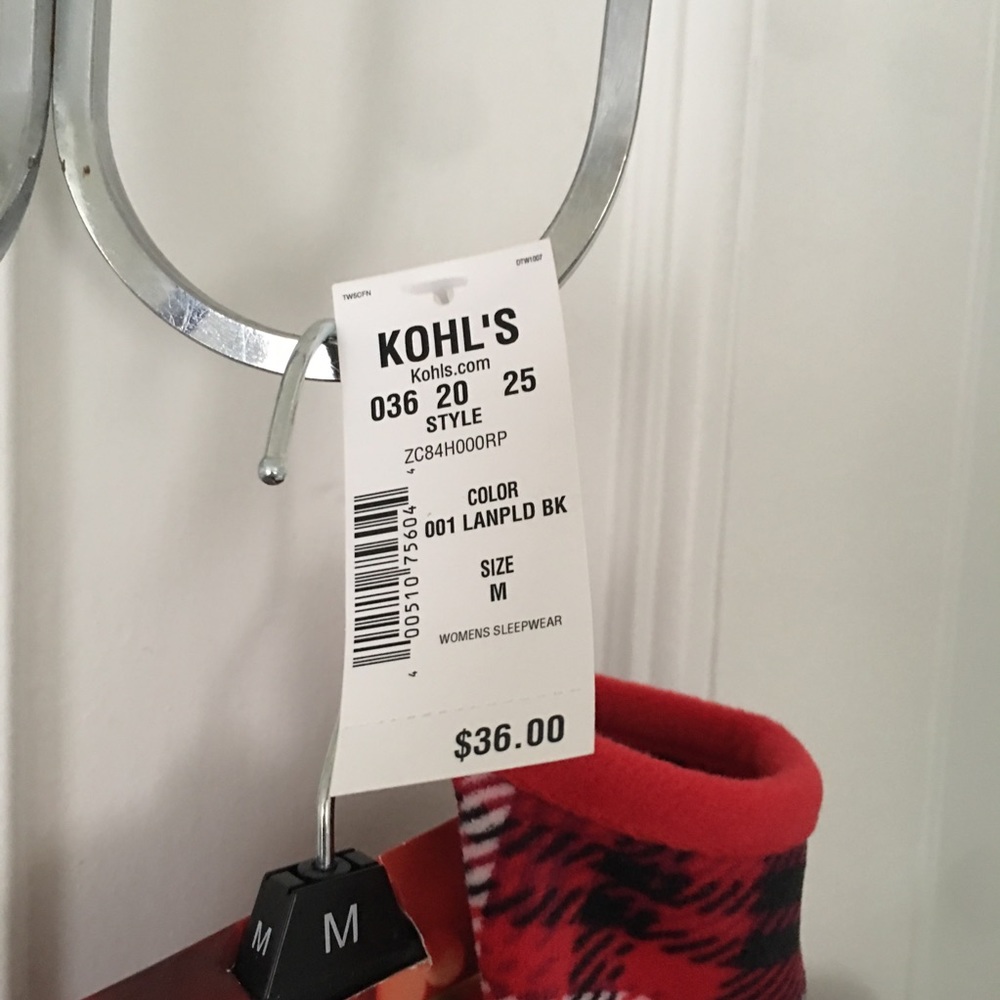 TW6CFN
DTW1007
KOHL'S
Kohls.com
036 20 25
STYLE
ZC84H000RP
COLOR
001 LANPLD BK
SIZE
M
WOMENS SLEEPWEAR
4 00510 75604 4
$36.00
M
M